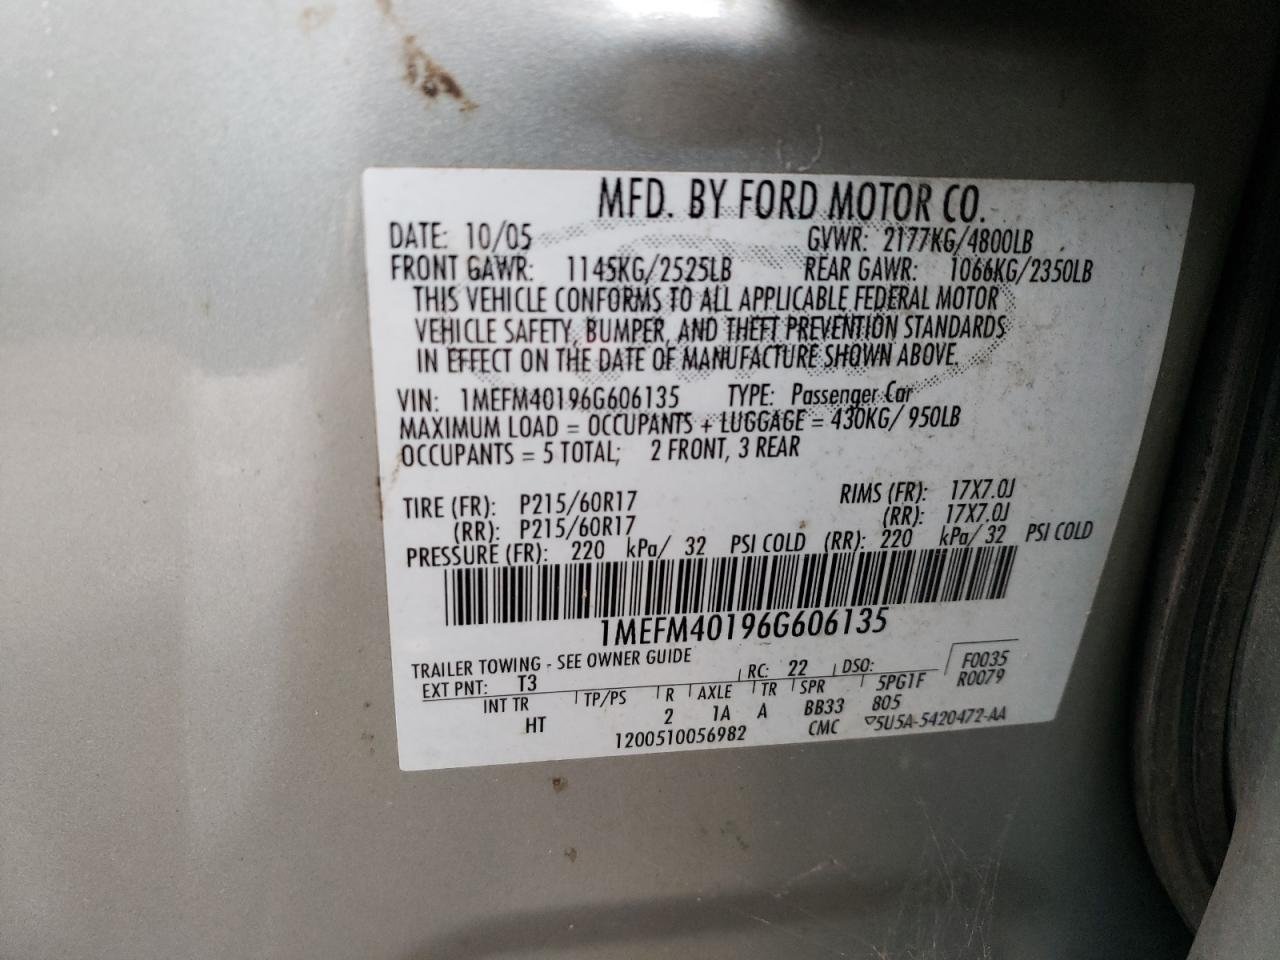 MFD. BY FORD MOTOR CO.
DATE: 10/05 GVWR: 2177KG/4800LB
FRONT GAWR: 1145KG/2525LB REAR GAWR: 1066KG/2350LB
THIS VEHICLE CONFORMS TO ALL APPLICABLE FEDERAL MOTOR
VEHICLE SAFETY, BUMPER, AND THEFT PREVENTION STANDARDS
IN EFFECT ON THE DATE OF MANUFACTURE SHOWN ABOVE.
VIN: 1MEFM40196G606135 TYPE: Passenger Car
MAXIMUM LOAD = OCCUPANTS + LUGGAGE = 430KG/ 950LB
OCCUPANTS = 5 TOTAL; 2 FRONT, 3 REAR
TIRE (FR): P215/60R17 RIMS (FR): 17X7.0J
(RR): P215/60R17 (RR): 17X7.0J
PRESSURE (FR): 220 kPa/ 32 PSI COLD (RR): 220 kPa/ 32 PSI COLD
1MEFM40196G606135
TRAILER TOWING - SEE OWNER GUIDE
EXT PNT: T3 RC: 22 DSO: F0035
R0079
INT TR TP/PS R AXLE TR SPR 5PG1F
HT 2 1A A BB33 805
1200510056982 CMC ▽5U5A-5420472-AA